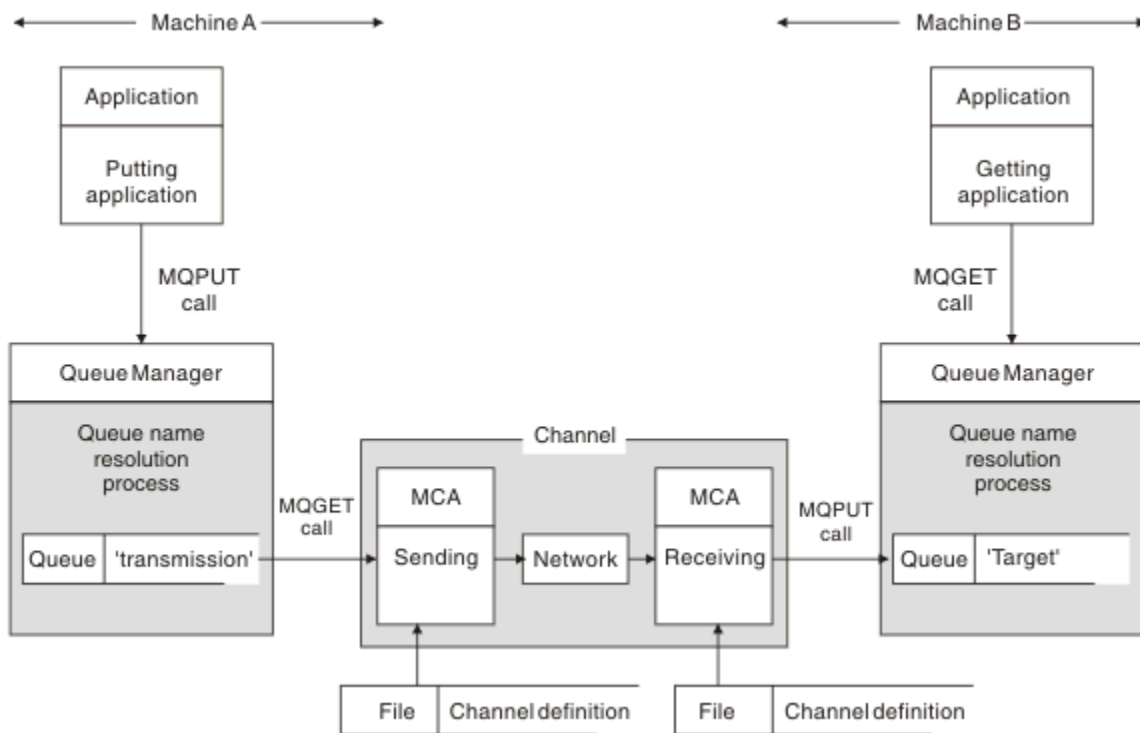 Machine A
Machine B
Application
Putting
application
Application
Getting
application
MQPUT
call
MQGET
call
Queue Manager
Queue name
resolution
process
Queue 'transmission'
MQGET
call
Channel
MCA
Sending
Network
MCA
Receiving
MQPUT
call
Queue Manager
Queue name
resolution
process
Queue 'Target'
File Channel definition
File Channel definition